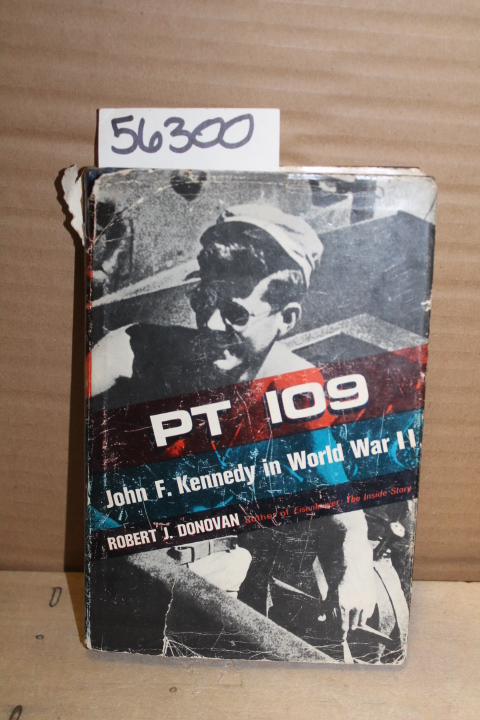 56300
PT 109
John F. Kennedy in World War II
ROBERT J. DONOVAN Author of Eisenhower: The Inside Story